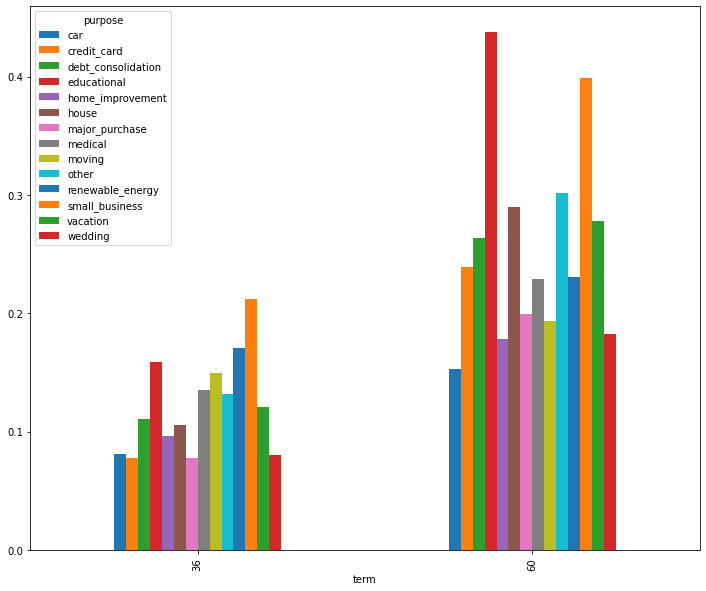 purpose
car
credit_card
debt_consolidation
educational
home_improvement
house
major_purchase
medical
moving
other
renewable_energy
small_business
vacation
wedding
0.4
0.3
0.2
0.1
0.0
36
60
term